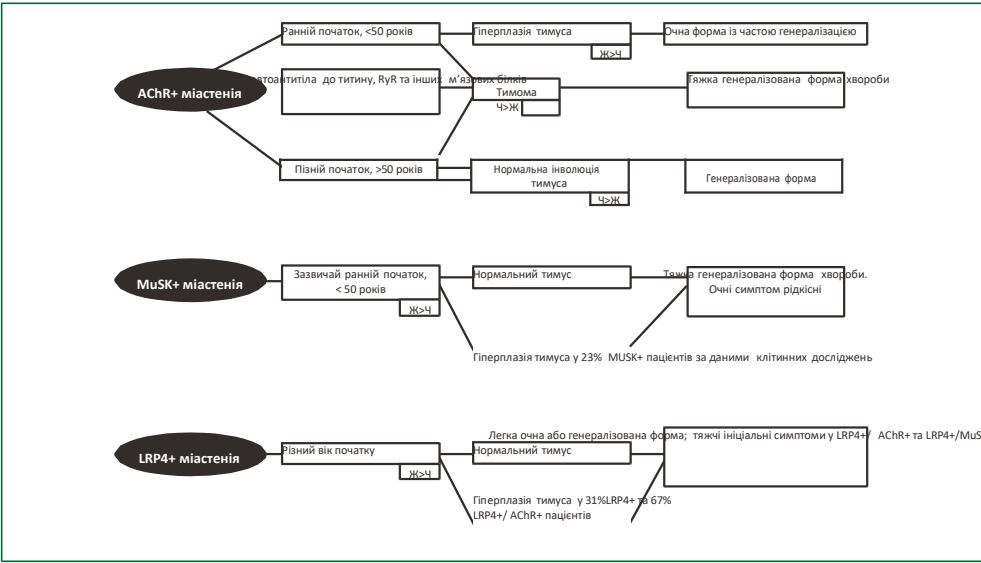 Ранній початок, <50 років
Гіперплазія тимуса
Очна форма із частою генералізацією
Ж>Ч
AChR+ міастенія
втоантитіла до титину, RyR та інших м’язових білків
Тимома
Ч>Ж
Тяжка генералізована форма хвороби
Пізній початок, >50 років
Нормальна інволюція
тимуса
Ч>Ж
Генералізована форма
MuSK+ міастенія
Зазвичай ранній початок,
< 50 років
Ж>Ч
Нормальний тимус
Тяжка генералізована форма хвороби.
Очні симптом рідкісні
Гіперплазія тимуса у 23% MUSK+ пацієнтів за даними клітинних досліджень
LRP4+ міастенія
Різний вік початку
Ж>Ч
Легка очна або генералізована форма; тяжчі ініціальні симптоми у LRP4+/ AChR+ та LRP4+/MuS
Нормальний тимус
Гіперплазія тимуса у 31%LRP4+ та 67%
LRP4+/ AChR+ пацієнтів